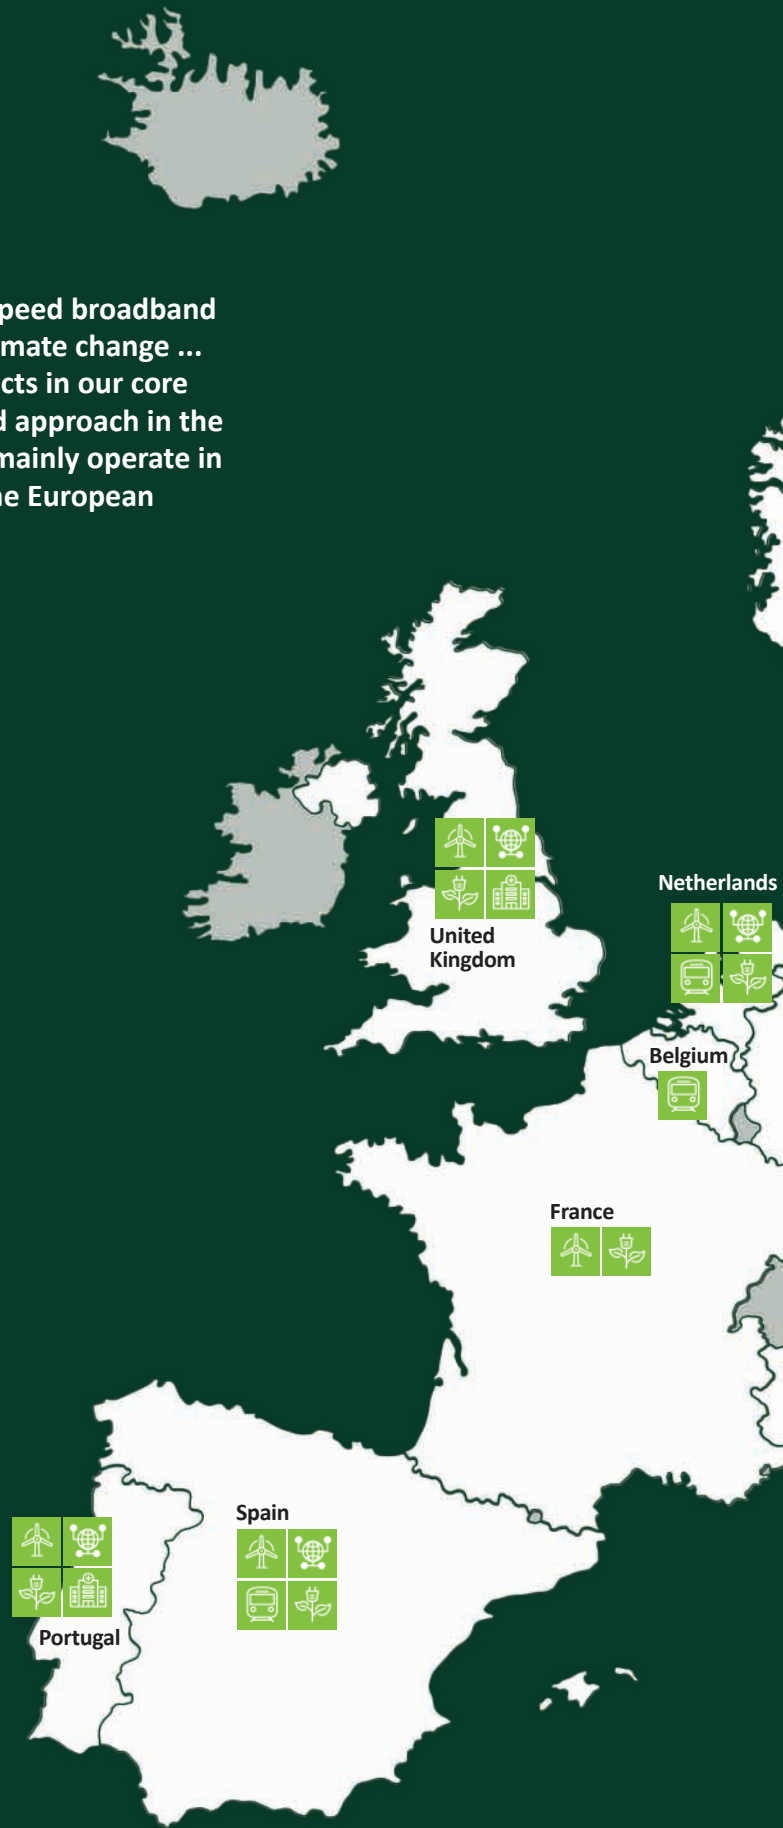 peed broadband
mate change ...
cts in our core
d approach in the
mainly operate in
ne European
United
Kingdom
Netherlands
Belgium
France
Spain
Portugal